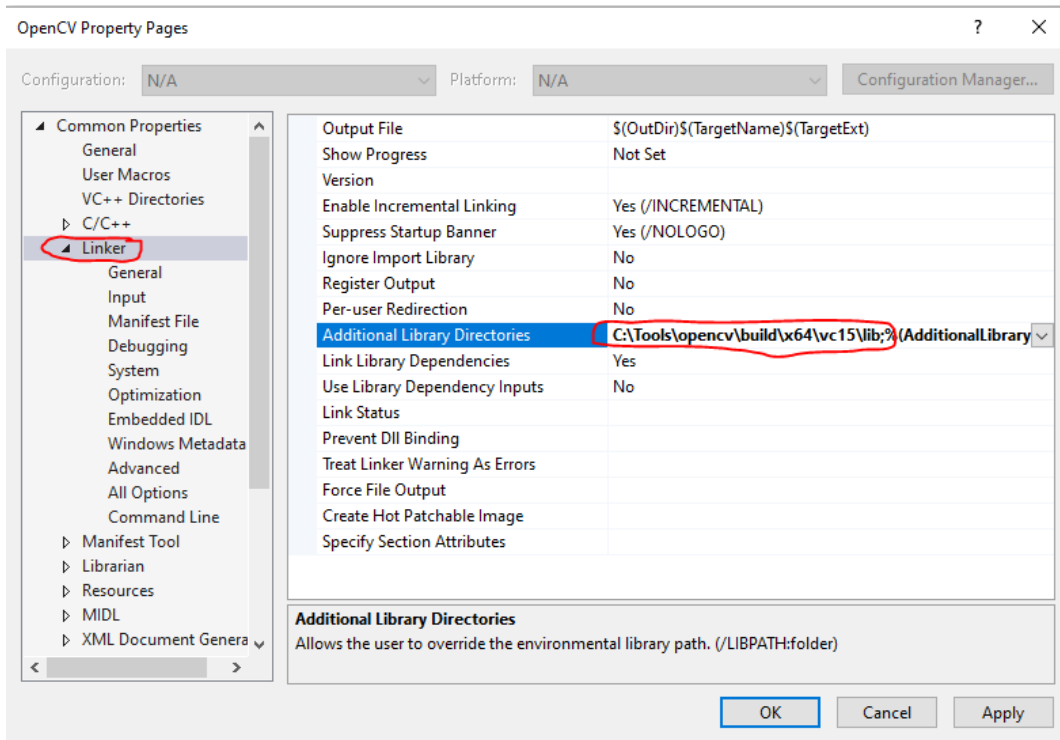 OpenCV Property Pages ?
Configuration: N/A Platform: N/A Configuration Manager...
Common Properties
General
User Macros
VC++ Directories
C/C++
Linker
General
Input
Manifest File
Debugging
System
Optimization
Embedded IDL
Windows Metadata
Advanced
All Options
Command Line
Manifest Tool
Librarian
Resources
MIDL
XML Document Genera
Output File $(OutDir)$(TargetName)$(TargetExt)
Show Progress Not Set
Version
Enable Incremental Linking Yes (/INCREMENTAL)
Suppress Startup Banner Yes (/NOLOGO)
Ignore Import Library No
Register Output No
Per-user Redirection No
Additional Library Directories C:\Tools\opencv\build\x64\vc15\lib;%(AdditionalLibrary
Link Library Dependencies Yes
Use Library Dependency Inputs No
Link Status
Prevent Dll Binding
Treat Linker Warning As Errors
Force File Output
Create Hot Patchable Image
Specify Section Attributes
Additional Library Directories
Allows the user to override the environmental library path. (/LIBPATH:folder)
OK Cancel Apply